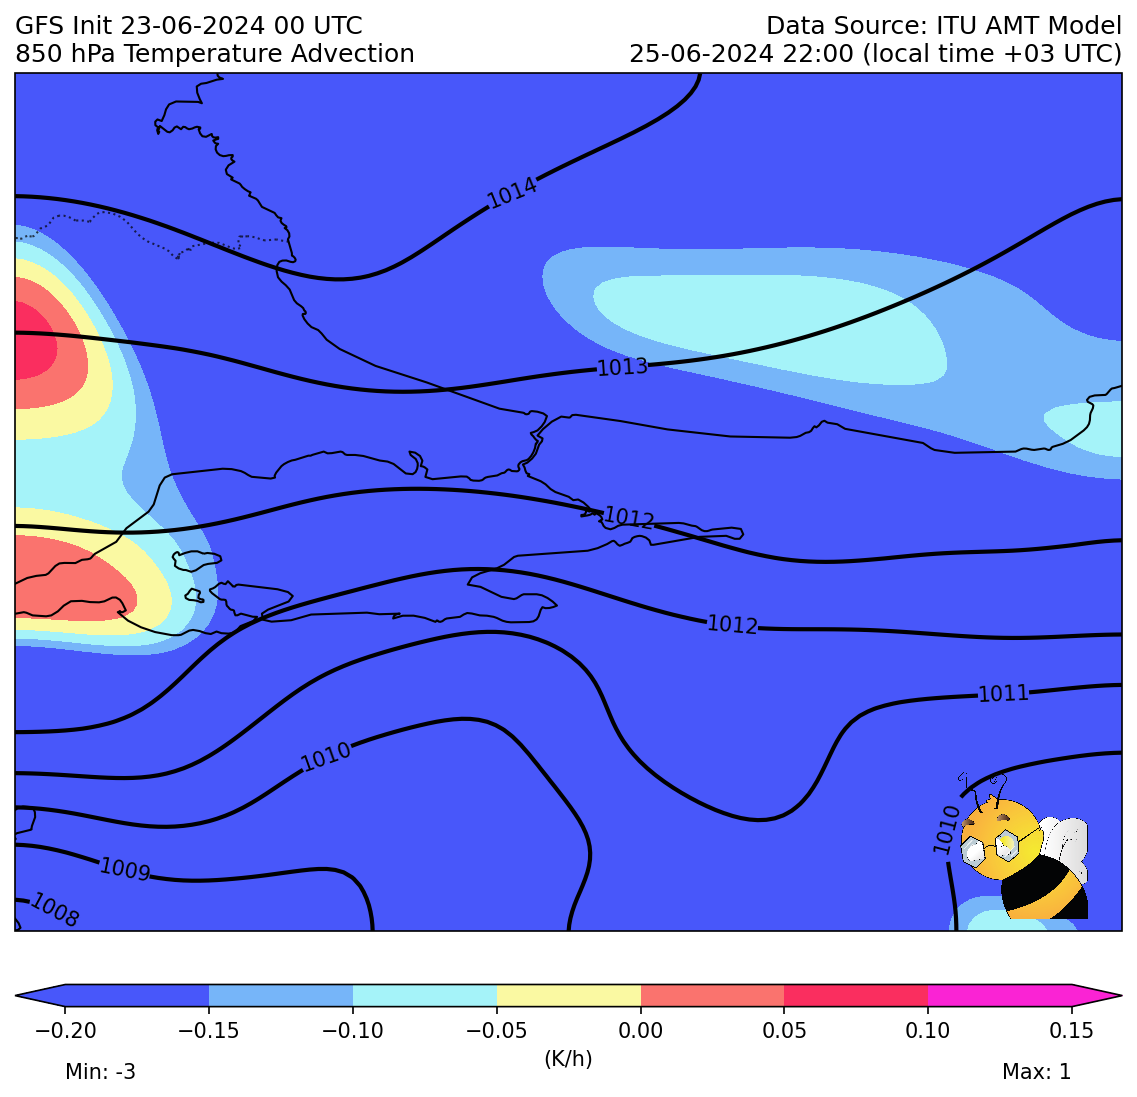 GFS Init 23-06-2024 00 UTC
Data Source: ITU AMT Model
850 hPa Temperature Advection
25-06-2024 22:00 (local time +03 UTC)
1014
1013
1012
1012
1011
1010
1010
1009
1008
−0.20
−0.15
−0.10
−0.05
0.00
0.05
0.10
0.15
(K/h)
Min: -3
Max: 1